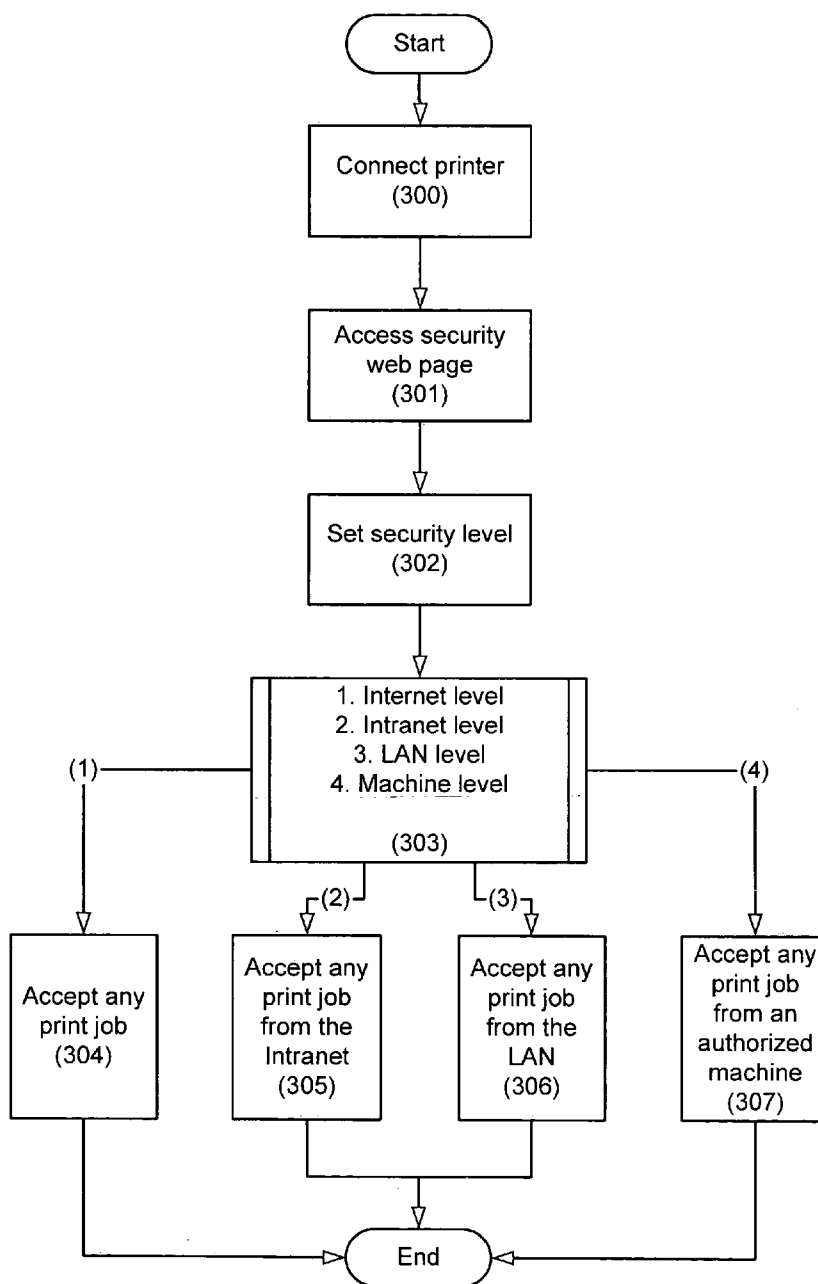 Start
Connect printer
(300)
Access security
web page
(301)
Set security level
(302)
1. Internet level
2. Intranet level
3. LAN level
4. Machine level
(303)
(1)
(4)
(2)
(3)
Accept any
print job
(304)
Accept any
print job
from the
Intranet
(305)
Accept any
print job
from the
LAN
(306)
Accept any
print job
from an
authorized
machine
(307)
End